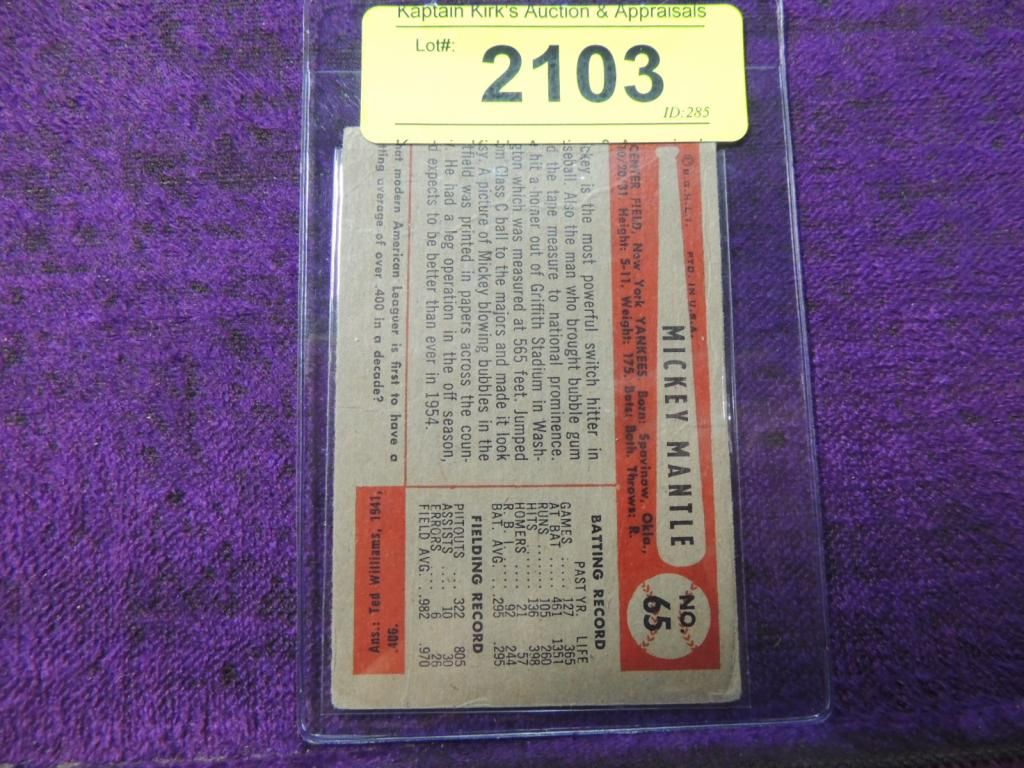 Kaptain Kirk's Auction & Appraisals
Lot#:
2103
ID:285
© B.G.H.L.I. PTD. IN U.S.A.
MICKEY MANTLE
NO.
65
CENTER FIELD, New York YANKEES Born: Spavinaw, Okla.,
10/20/31 Height: 5-11. Weight: 175. Bats: Both. Throws: R.
ckey, is the most powerful switch hitter in
seball. Also the man who brought bubble gum
d the tape measure to national prominence.
hit a homer out of Griffith Stadium in Wash-
gton which was measured at 565 feet. Jumped
om Class C ball to the majors and made it look
sy. A picture of Mickey blowing bubbles in the
tfield was printed in papers across the coun-
. He had a leg operation in the off season,
d expects to be better than ever in 1954.
BATTING RECORD
PAST YR. LIFE
GAMES ..... 127 365
AT BAT ..... 461 1351
RUNS ..... 105 260
HITS ..... 136 398
HOMERS .... 21 57
R. B. I. .... 92 244
BAT. AVG. .. .295 .295
FIELDING RECORD
PUTOUTS ... 322 805
ASSISTS .... 10 30
ERRORS .... 6 26
FIELD AVG. .. .982 .970
hat modern American Leaguer is first to have a
tting average of over .400 in a decade?
Ans.: Ted Williams, 1941,
.406.